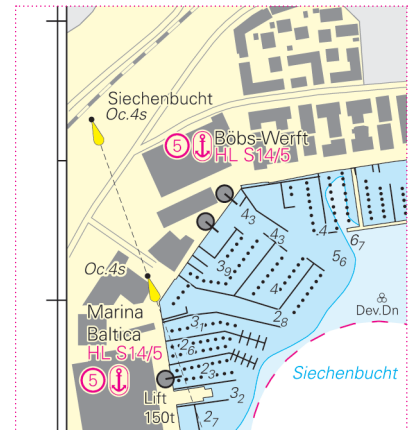 Siechenbucht
Oc.4s
5 Böbs-Werft
HL S14/5
4₃
4₃
4
6₇
5₆
3₉
4
Oc.4s
Dev.Dn
Marina
Baltica
HL S14/5
5
3₁
2₈
2₆
2₃
Siechenbucht
Lift
150t
3₂
2₇